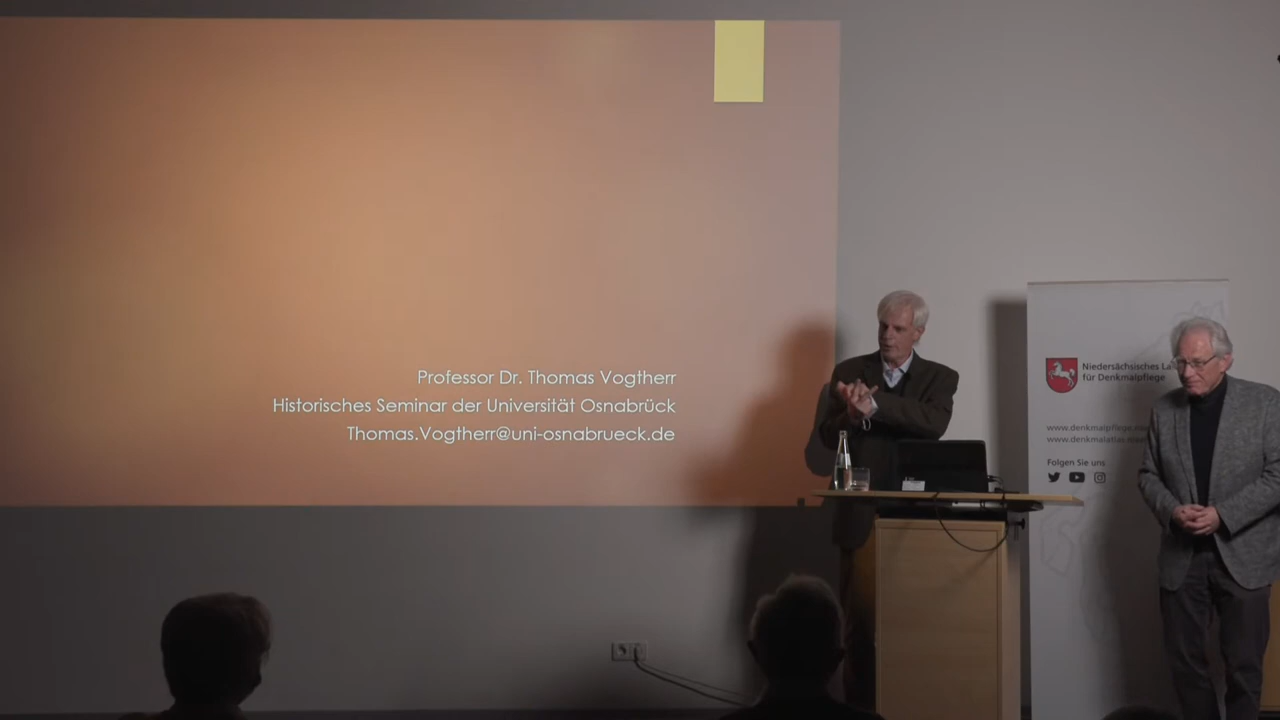 Professor Dr. Thomas Vogtherr
Historisches Seminar der Universität Osnabrück
Thomas.Vogtherr@uni-osnabrueck.de
Niedersächsisches
für Denkmalpflege
Folgen Sie uns